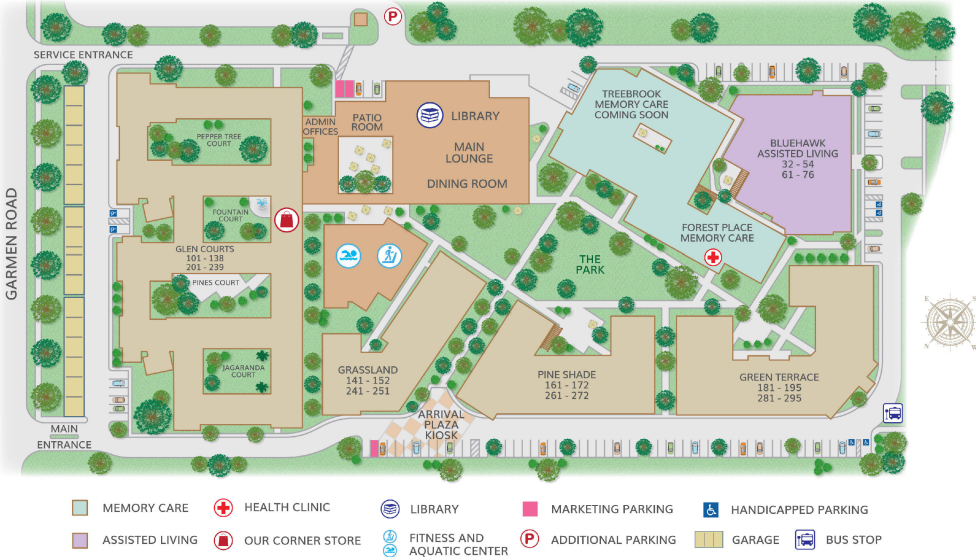 P
SERVICE ENTRANCE
TREEBROOK
MEMORY CARE
COMING SOON
ADMIN
OFFICES
PATIO
ROOM
LIBRARY
PEPPER TREE
COURT
MAIN
LOUNGE
BLUEHAWK
ASSISTED LIVING
32 - 54
61 - 76
DINING ROOM
GARMEN ROAD
FOUNTAIN
COURT
FOREST PLACE
MEMORY CARE
GLEN COURTS
101 - 138
201 - 239
THE
PARK
PINES COURT
E
S
N
W
JAGARANDA
COURT
GRASSLAND
141 - 152
241 - 251
PINE SHADE
161 - 172
261 - 272
GREEN TERRACE
181 - 195
281 - 295
ARRIVAL
PLAZA
KIOSK
MAIN
ENTRANCE
MEMORY CARE
HEALTH CLINIC
LIBRARY
MARKETING PARKING
HANDICAPPED PARKING
ASSISTED LIVING
OUR CORNER STORE
FITNESS AND
AQUATIC CENTER
P
ADDITIONAL PARKING
GARAGE
BUS STOP